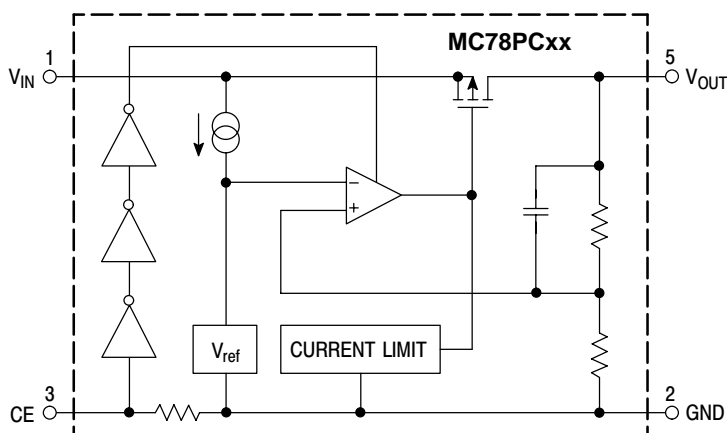 MC78PCxx
1
V_IN
5
V_OUT
−
+
V_ref
CURRENT LIMIT
3
CE
2
GND